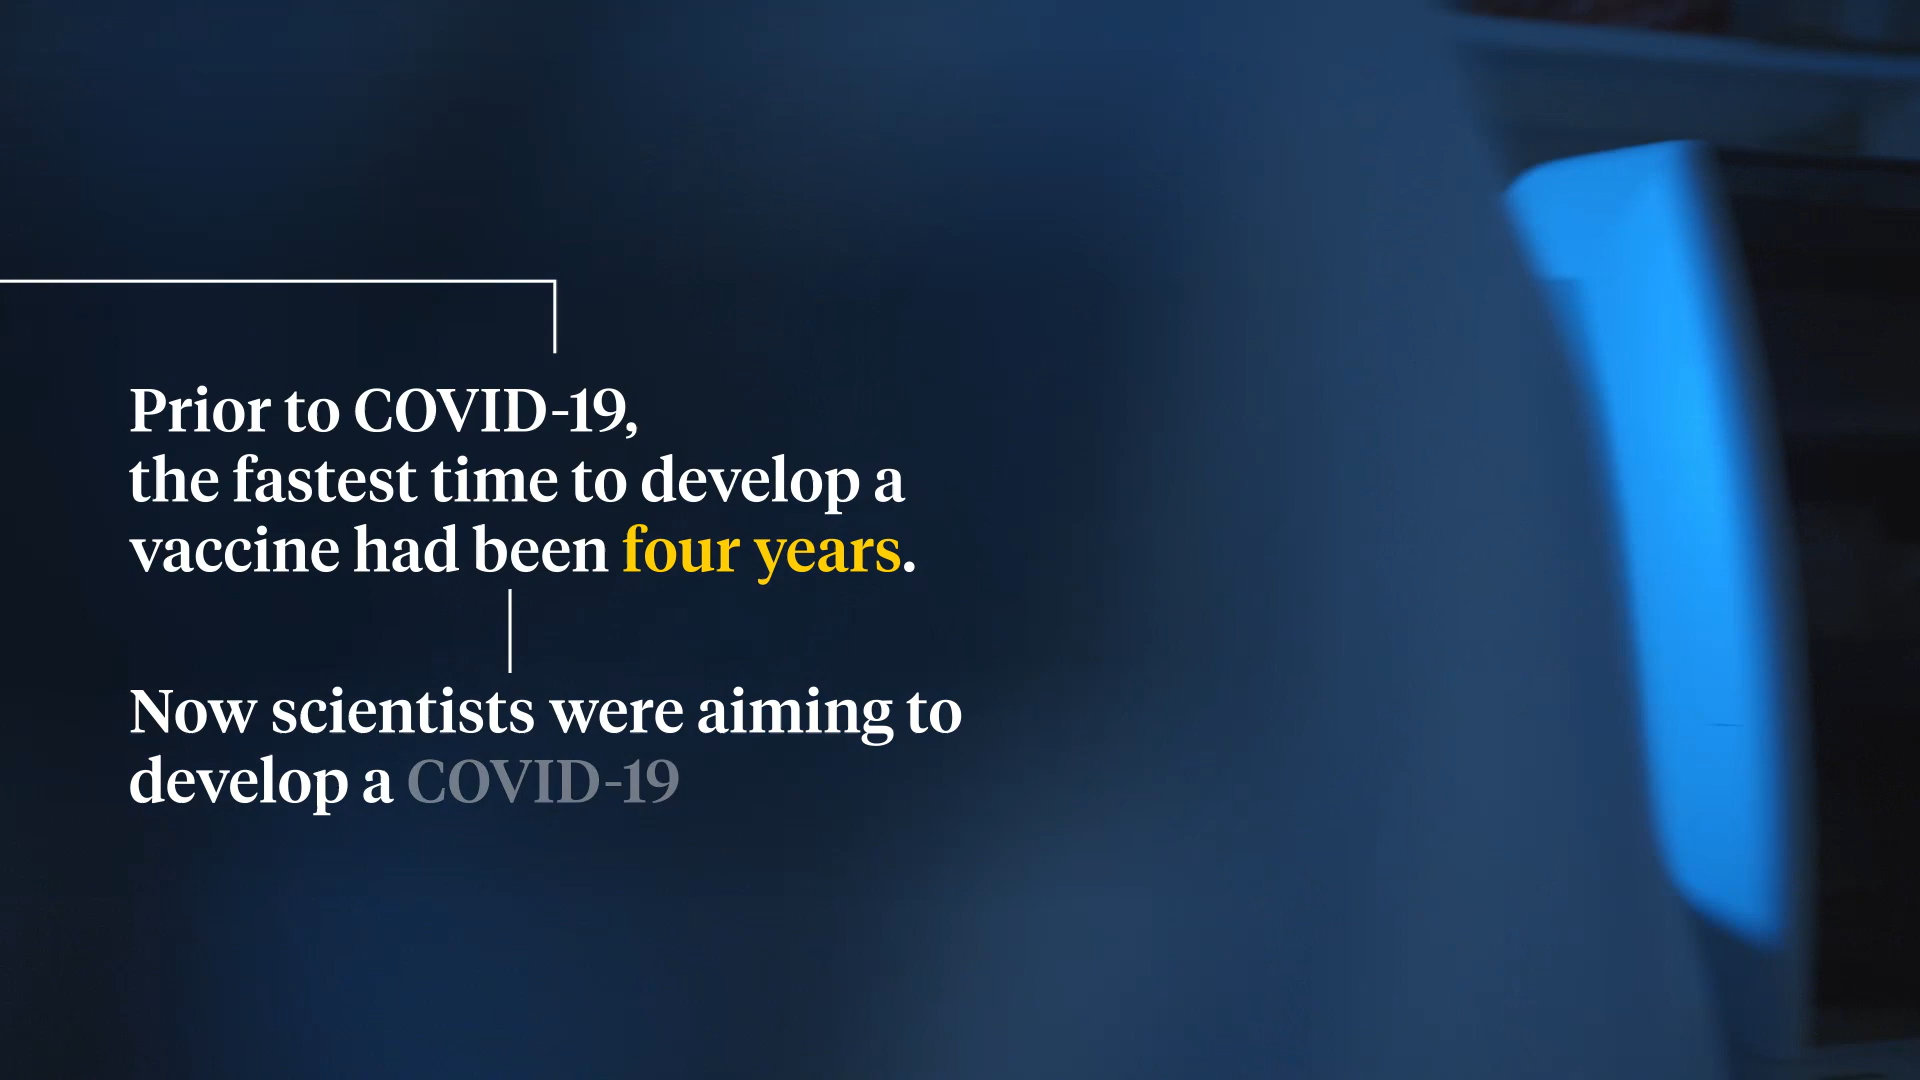 Prior to COVID-19,
the fastest time to develop a
vaccine had been four years.
Now scientists were aiming to
develop a COVID-19